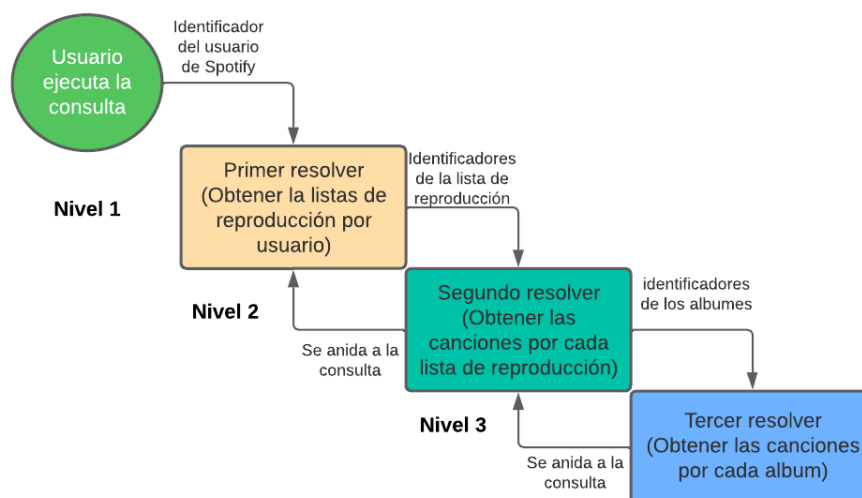 Identificador
del usuario
de Spotify
Usuario
ejecuta la
consulta
Primer resolver
(Obtener la listas de
reproducción por
usuario)
Identificadores
de la lista de
reproducción
Nivel 1
Segundo resolver
(Obtener las
canciones por cada
lista de reproducción)
identificadores
de los albumes
Nivel 2
Se anida a la
consulta
Tercer resolver
(Obtener las canciones
por cada album)
Nivel 3
Se anida a la
consulta